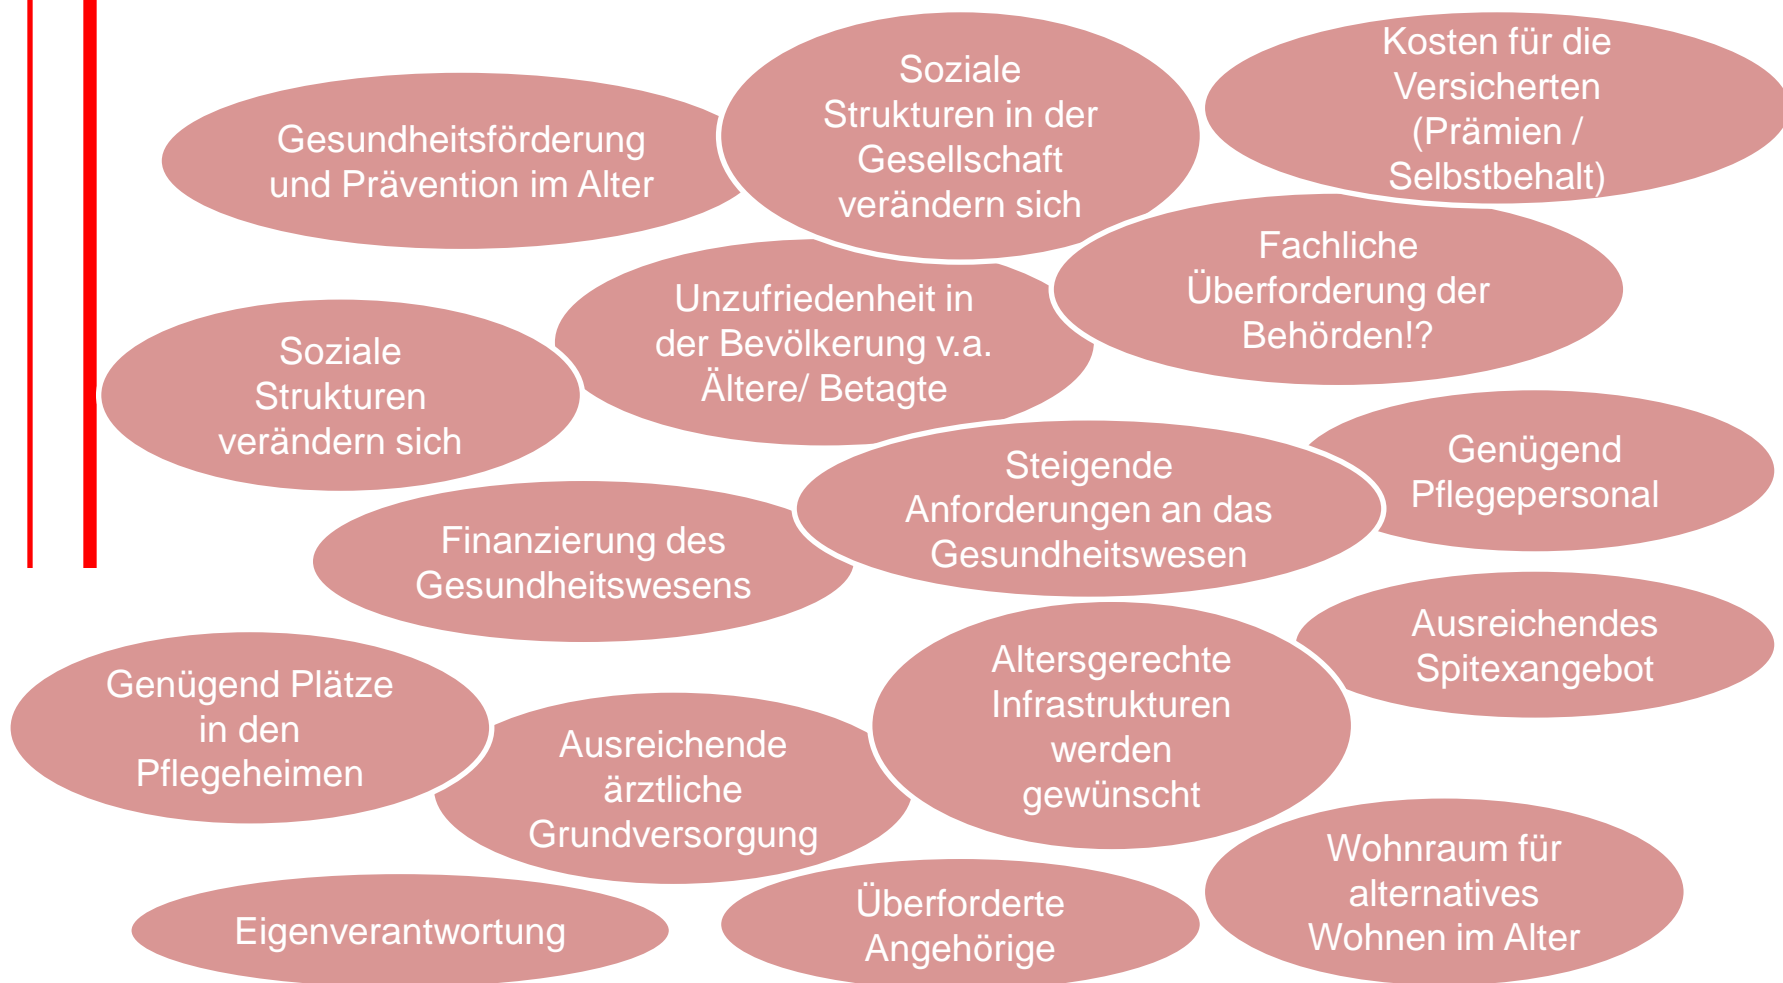 Gesundheitsförderung
und Prävention im Alter
Soziale
Strukturen in der
Gesellschaft
verändern sich
Kosten für die
Versicherten
(Prämien /
Selbstbehalt)
Soziale
Strukturen
verändern sich
Unzufriedenheit in
der Bevölkerung v.a.
Ältere/ Betagte
Fachliche
Überforderung der
Behörden!?
Finanzierung des
Gesundheitswesens
Steigende
Anforderungen an das
Gesundheitswesen
Genügend
Pflegepersonal
Genügend Plätze
in den
Pflegeheimen
Ausreichende
ärztliche
Grundversorgung
Altersgerechte
Infrastrukturen
werden
gewünscht
Ausreichendes
Spitexangebot
Eigenverantwortung
Überforderte
Angehörige
Wohnraum für
alternatives
Wohnen im Alter